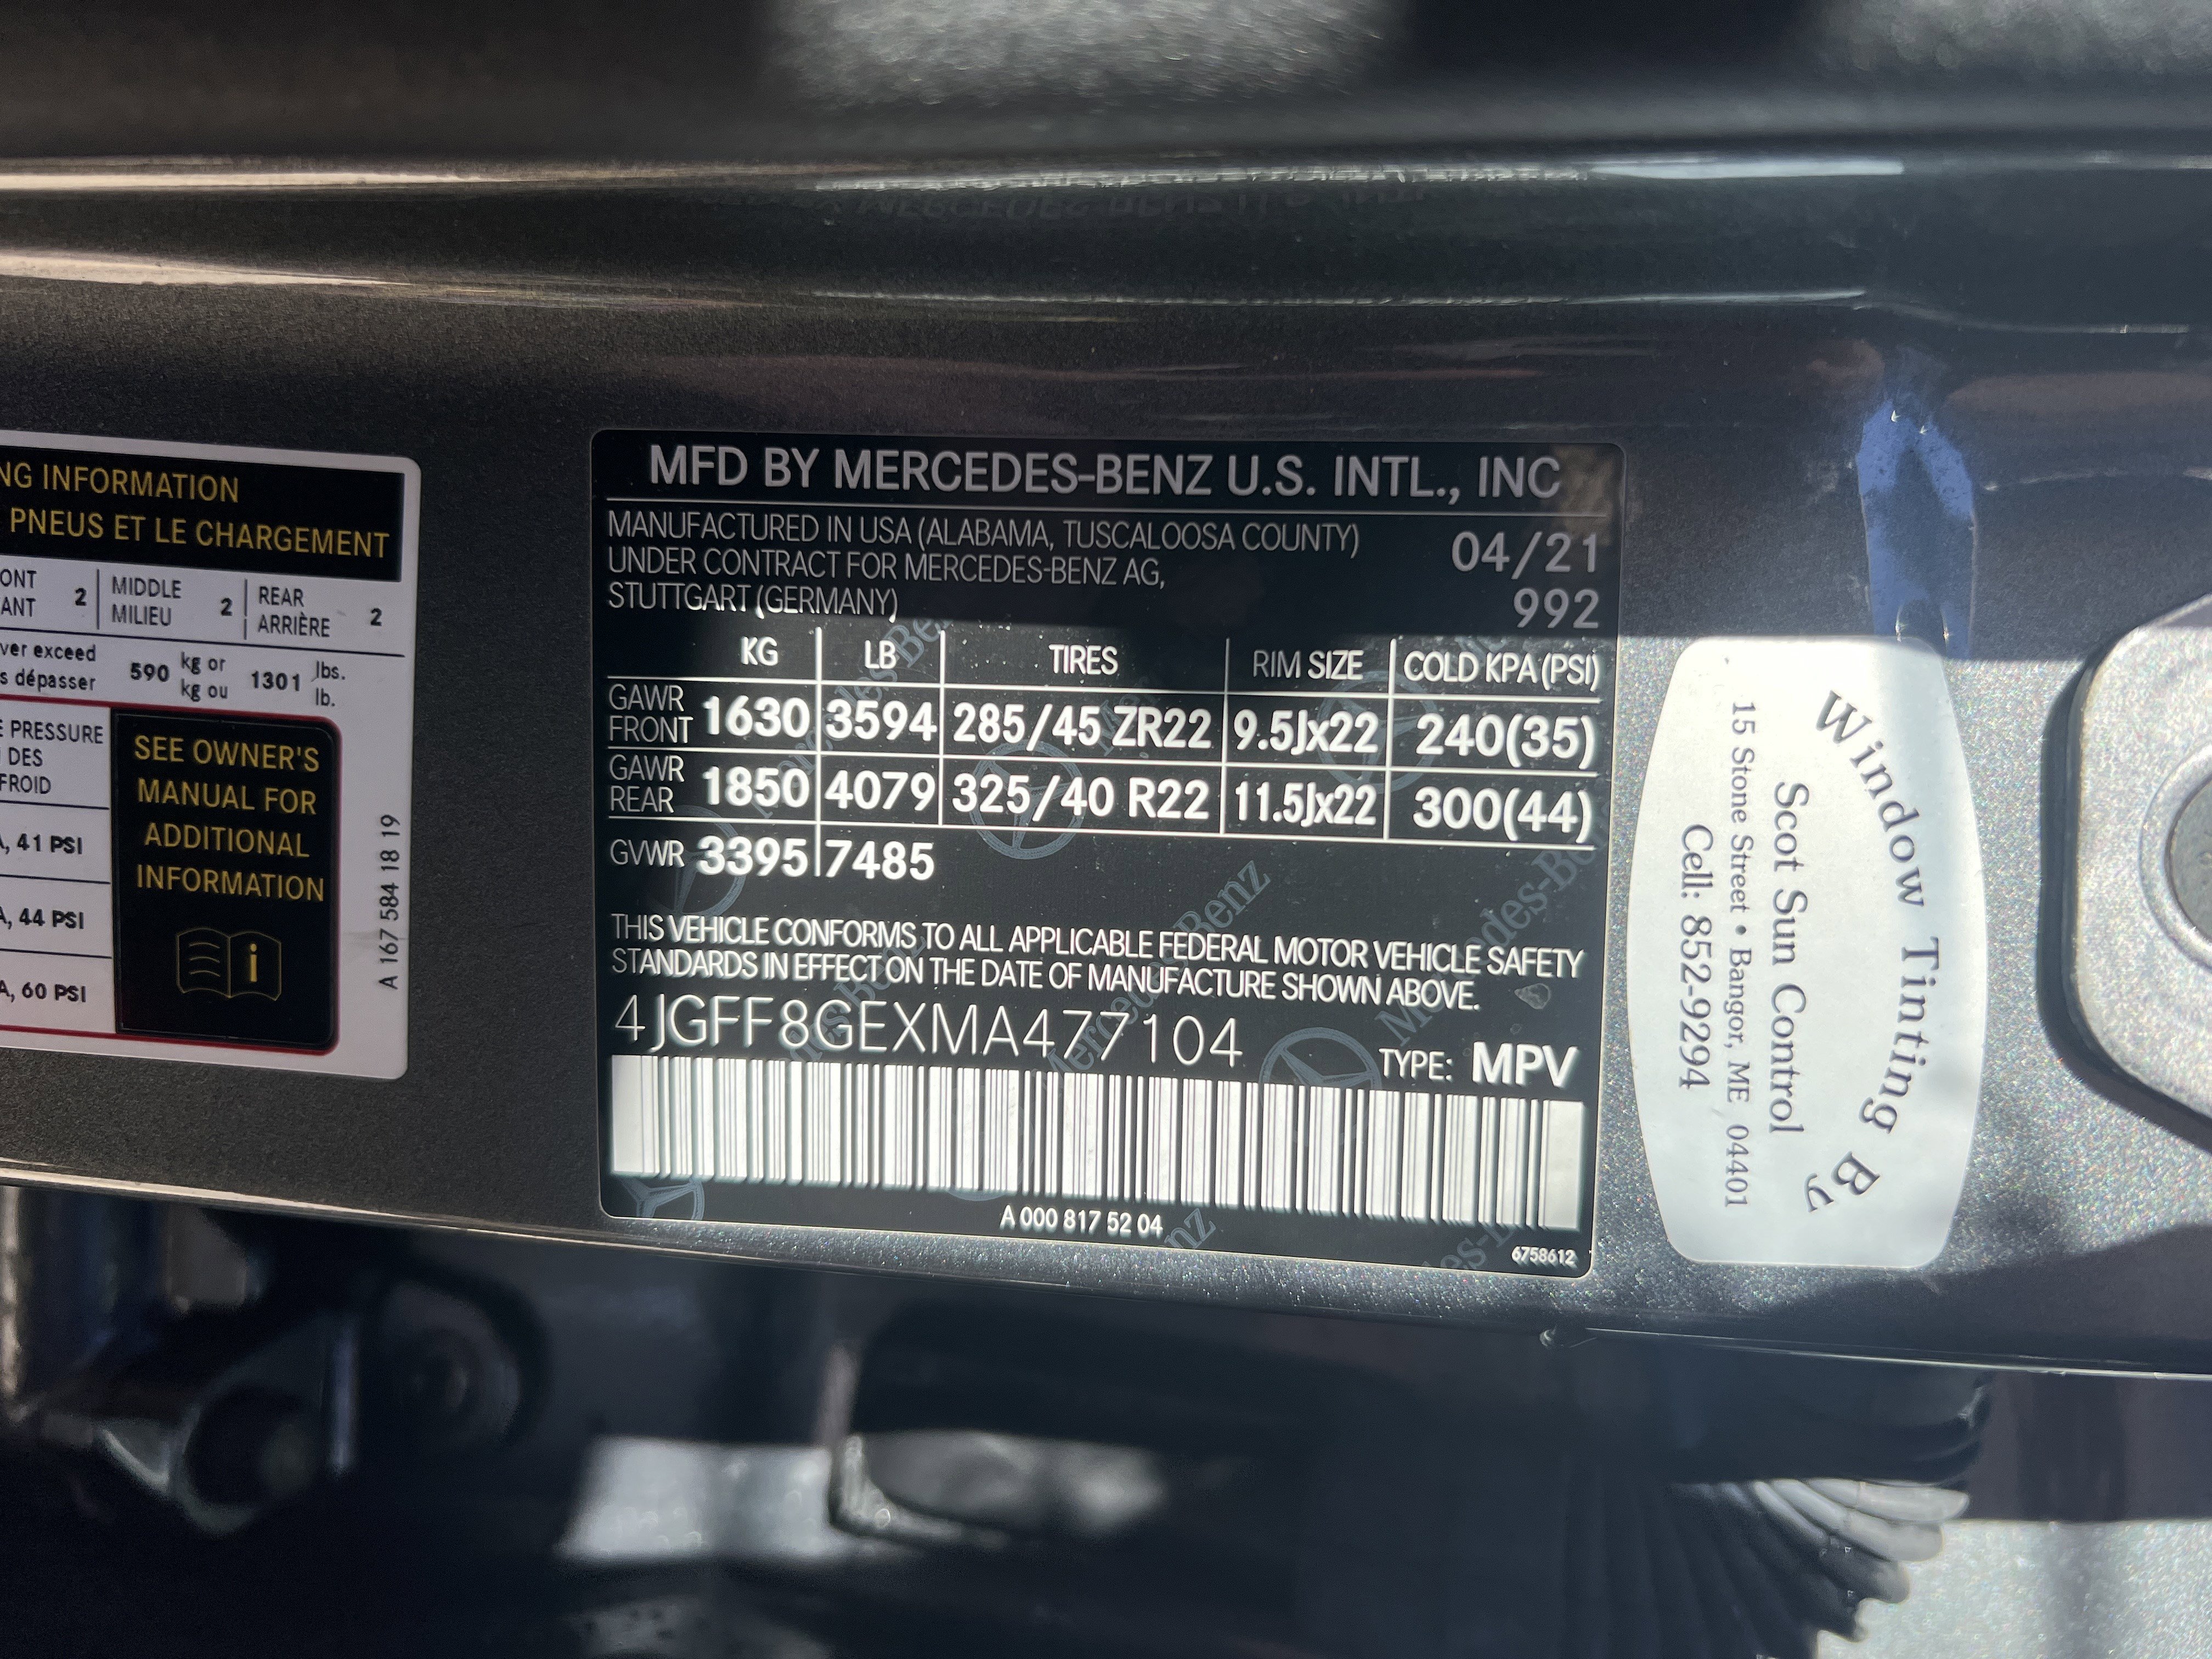 NG INFORMATION
PNEUS ET LE CHARGEMENT
ONT
ANT
2
MIDDLE
MILIEU
2
REAR
ARRIÈRE
2
ver exceed
s dépasser
590
kg or
kg ou
1301
lbs.
lb.
E PRESSURE
DES
FROID
, 41 PSI
A, 44 PSI
A, 60 PSI
SEE OWNER'S
MANUAL FOR
ADDITIONAL
INFORMATION
i
A 167 584 18 19
MFD BY MERCEDES-BENZ U.S. INTL., INC
MANUFACTURED IN USA (ALABAMA, TUSCALOOSA COUNTY)
UNDER CONTRACT FOR MERCEDES-BENZ AG,
STUTTGART (GERMANY)
04/21
992
KG LB TIRES RIM SIZE COLD KPA (PSI)
GAWR
FRONT 1630 3594 285/45 ZR22 9.5Jx22 240(35)
GAWR
REAR 1850 4079 325/40 R22 11.5Jx22 300(44)
GVWR 3395 7485
THIS VEHICLE CONFORMS TO ALL APPLICABLE FEDERAL MOTOR VEHICLE SAFETY
STANDARDS IN EFFECT ON THE DATE OF MANUFACTURE SHOWN ABOVE.
4JGFF8GEXMA477104
TYPE: MPV
A 000 817 52 04
6758612
Window Tinting By
Scot Sun Control
15 Stone Street • Bangor, ME 04401
Cell: 852-9294